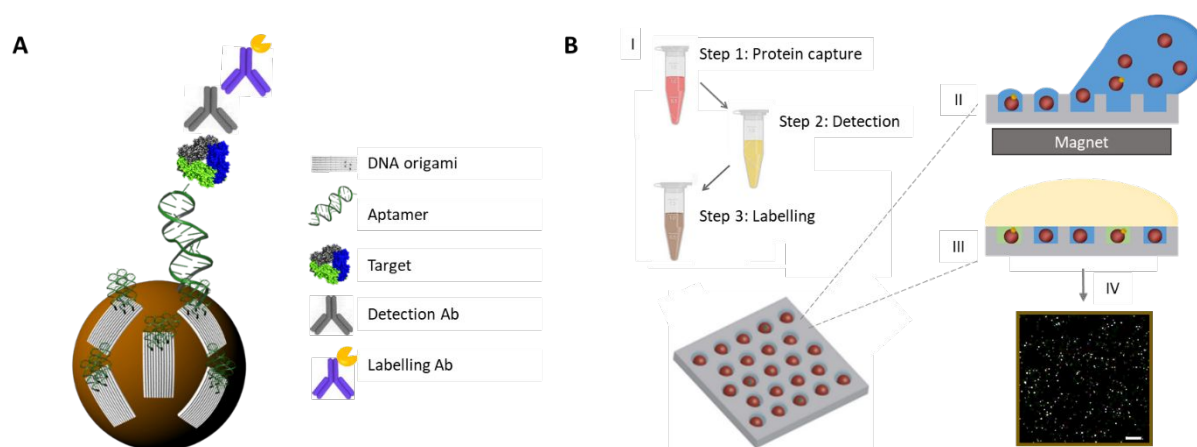 A
DNA origami
Aptamer
Target
Detection Ab
Labelling Ab
B
I
Step 1: Protein capture
Step 2: Detection
Step 3: Labelling
II
Magnet
III
IV